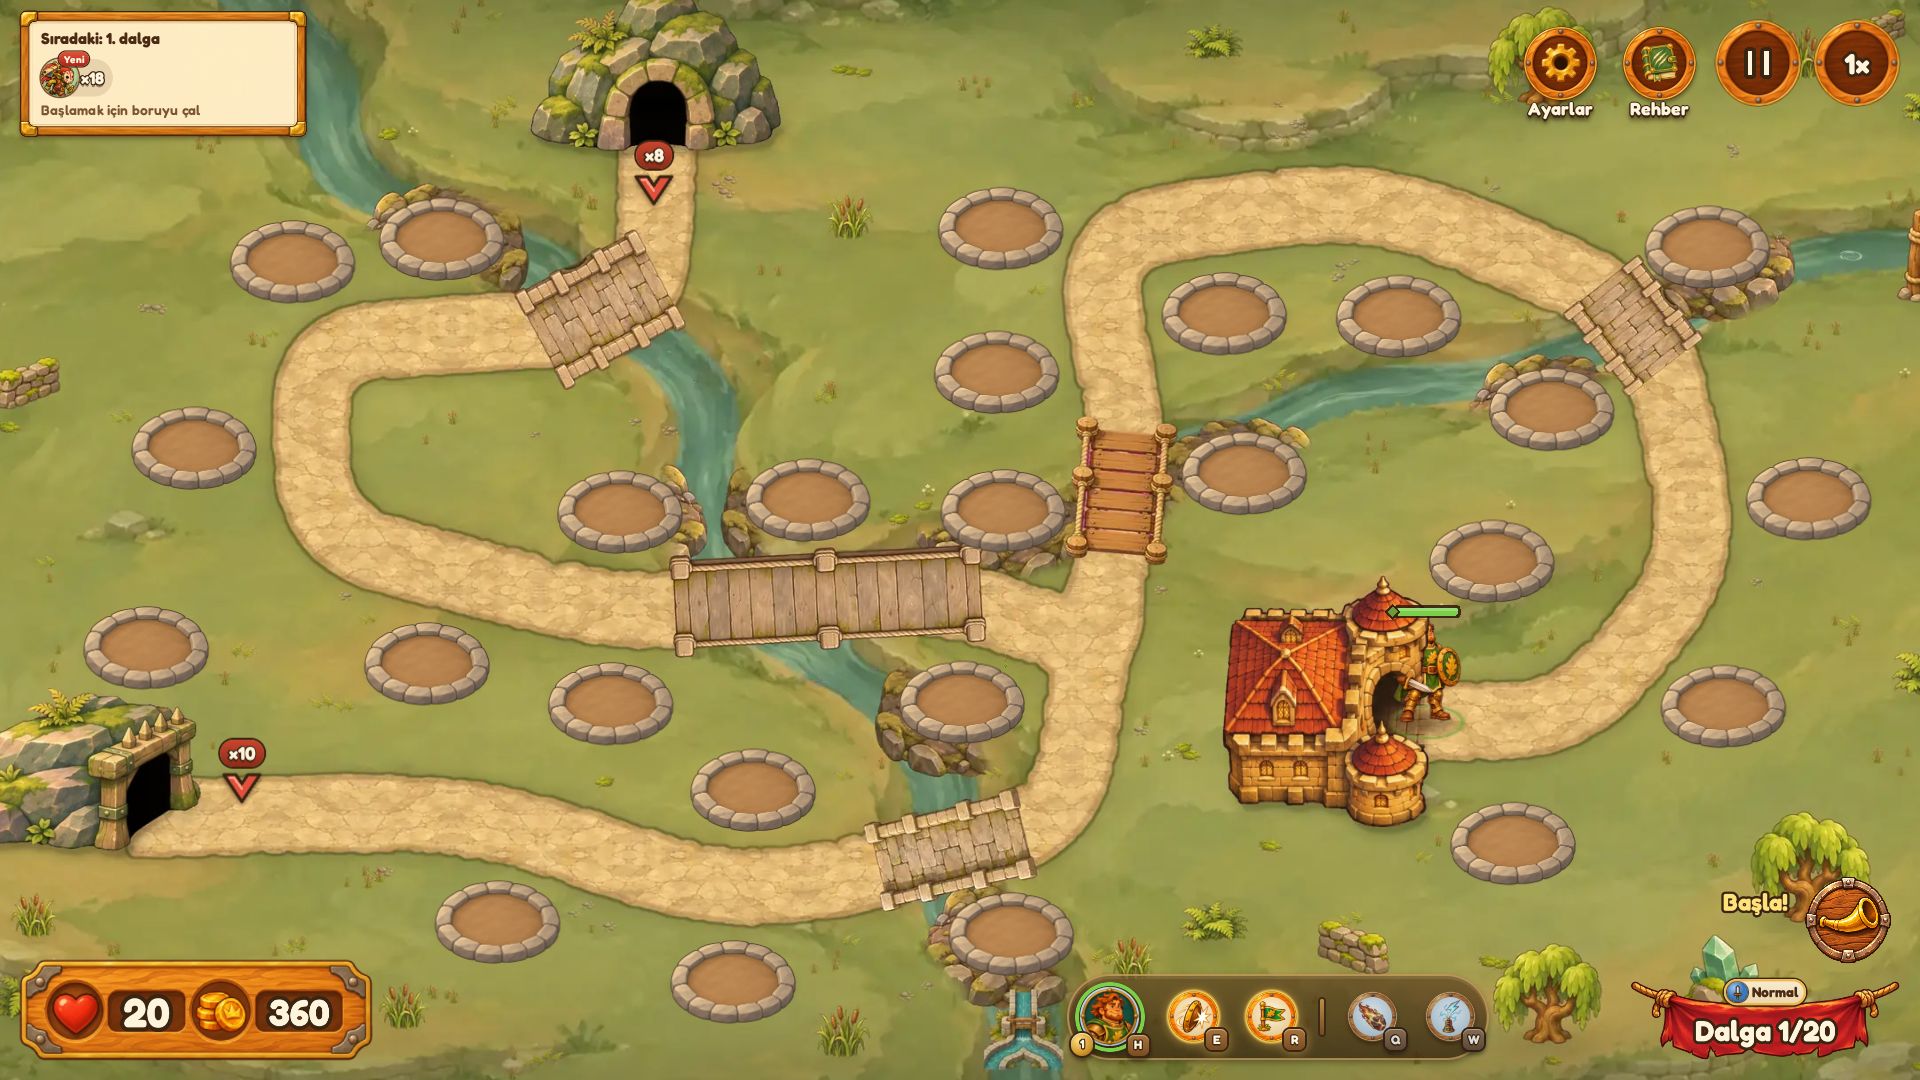 Sıradaki: 1. dalga
Yeni
x18
Başlamak için boruyu çal
x8
Ayarlar
Rehber
1x
x10
Başla!
20
360
1
H
E
R
Q
W
Normal
Dalga 1/20